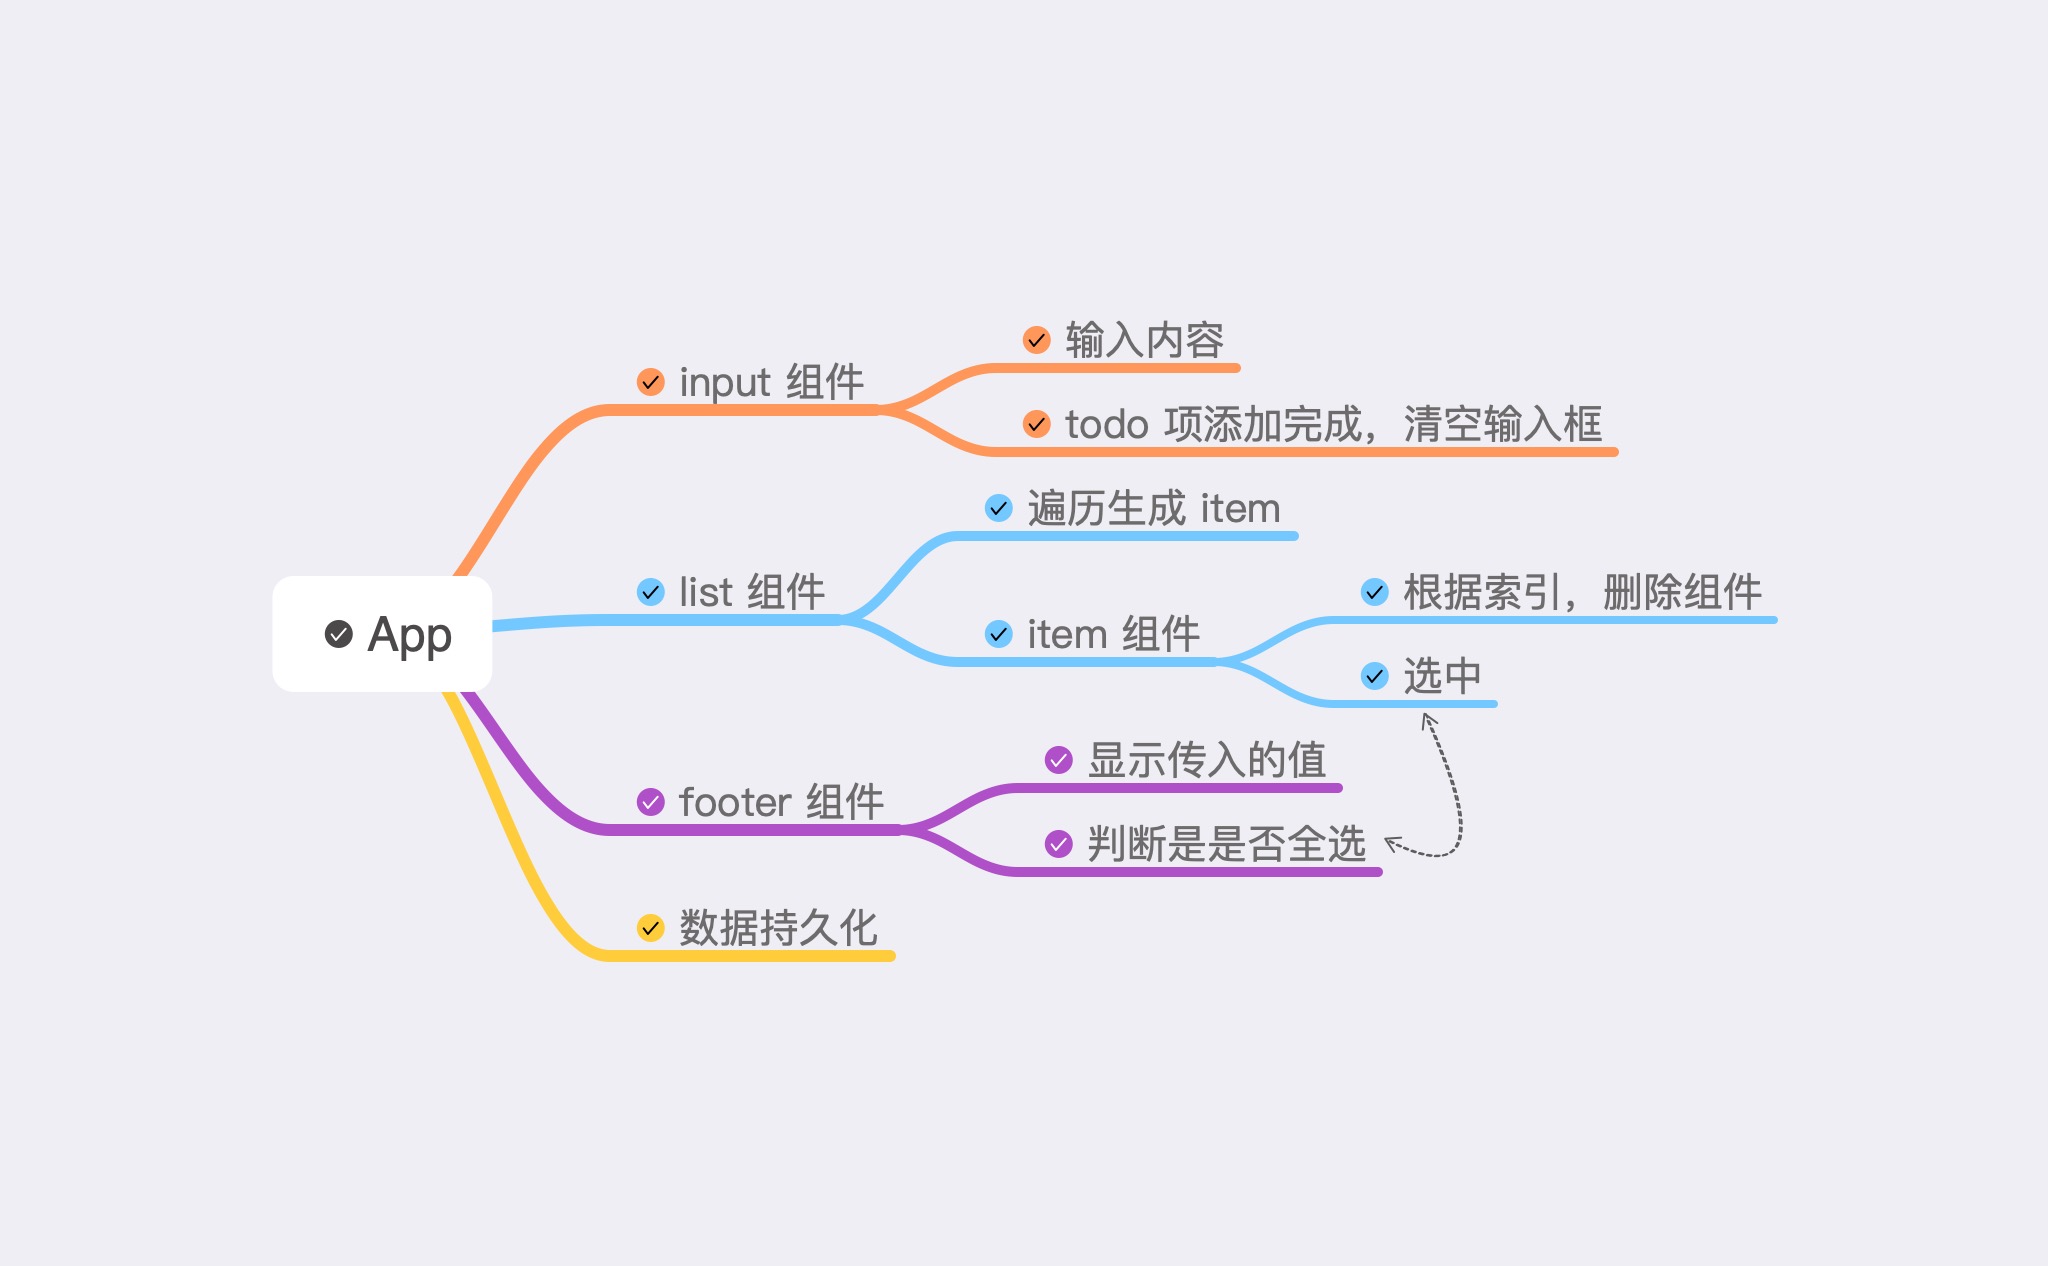 input 组件
输入内容
todo 项添加完成，清空输入框
App
list 组件
遍历生成 item
item 组件
根据索引，删除组件
选中
footer 组件
显示传入的值
判断是是否全选
数据持久化